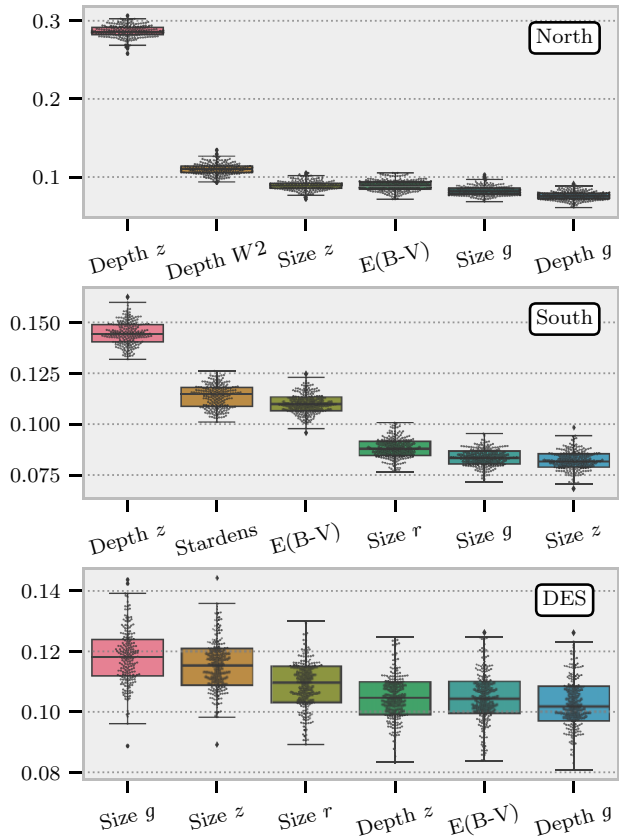 0.3
North
0.2
0.1
Depth z
Depth W2
Size z
E(B-V)
Size g
Depth g
South
0.150
0.125
0.100
0.075
Depth z
Stardens
E(B-V)
Size r
Size g
Size z
DES
0.14
0.12
0.10
0.08
Size g
Size z
Size r
Depth z
E(B-V)
Depth g